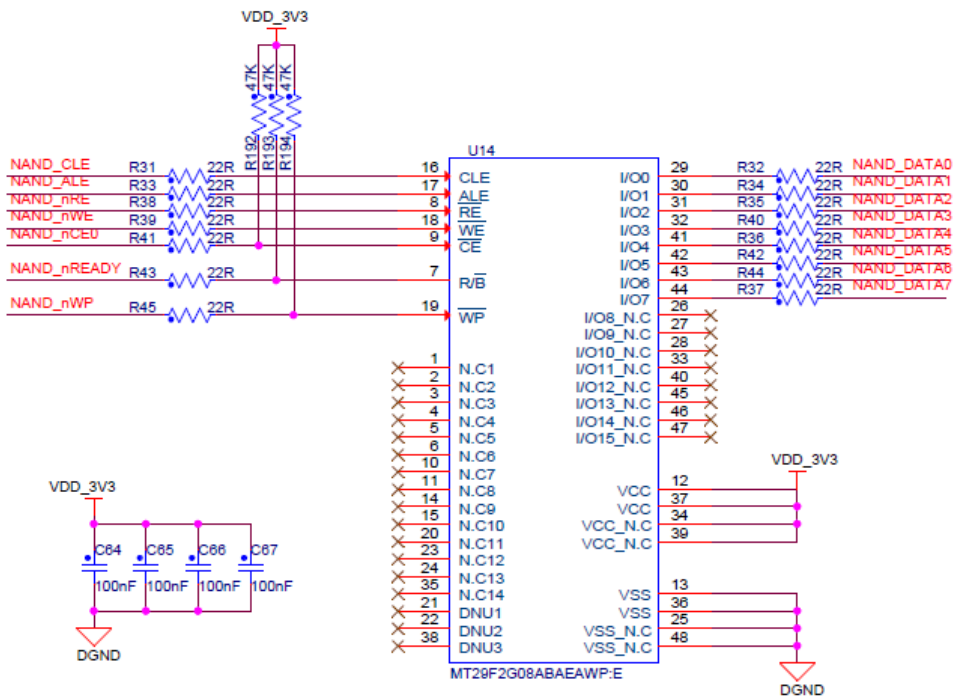 VDD_3V3
47K 47K 47K
R192 R193 R194
U14
NAND_CLE R31 22R 16 CLE
NAND_ALE R33 22R 17 ALE
NAND_nRE R38 22R 8 RE
NAND_nWE R39 22R 18 WE
NAND_nCE0 R41 22R 9 CE
NAND_nREADY R43 22R 7 R/B
NAND_nWP R45 22R 19 WP
I/O0 29 R32 22R NAND_DATA0
I/O1 30 R34 22R NAND_DATA1
I/O2 31 R35 22R NAND_DATA2
I/O3 32 R40 22R NAND_DATA3
I/O4 41 R36 22R NAND_DATA4
I/O5 42 R42 22R NAND_DATA5
I/O6 43 R44 22R NAND_DATA6
I/O7 44 R37 22R NAND_DATA7
I/O8_N.C 26
I/O9_N.C 27
I/O10_N.C 28
I/O11_N.C 33
I/O12_N.C 40
I/O13_N.C 45
I/O14_N.C 46
I/O15_N.C 47
1 N.C1
2 N.C2
3 N.C3
4 N.C4
5 N.C5
6 N.C6
10 N.C7
11 N.C8
14 N.C9
15 N.C10
20 N.C11
23 N.C12
24 N.C13
35 N.C14
21 DNU1
22 DNU2
38 DNU3
VDD_3V3
VCC 12
VCC 37
VCC_N.C 34
VCC_N.C 39
VSS 13
VSS 36
VSS_N.C 25
VSS_N.C 48
DGND
MT29F2G08ABAEAWP:E
VDD_3V3
C64 C65 C66 C67
100nF 100nF 100nF 100nF
DGND